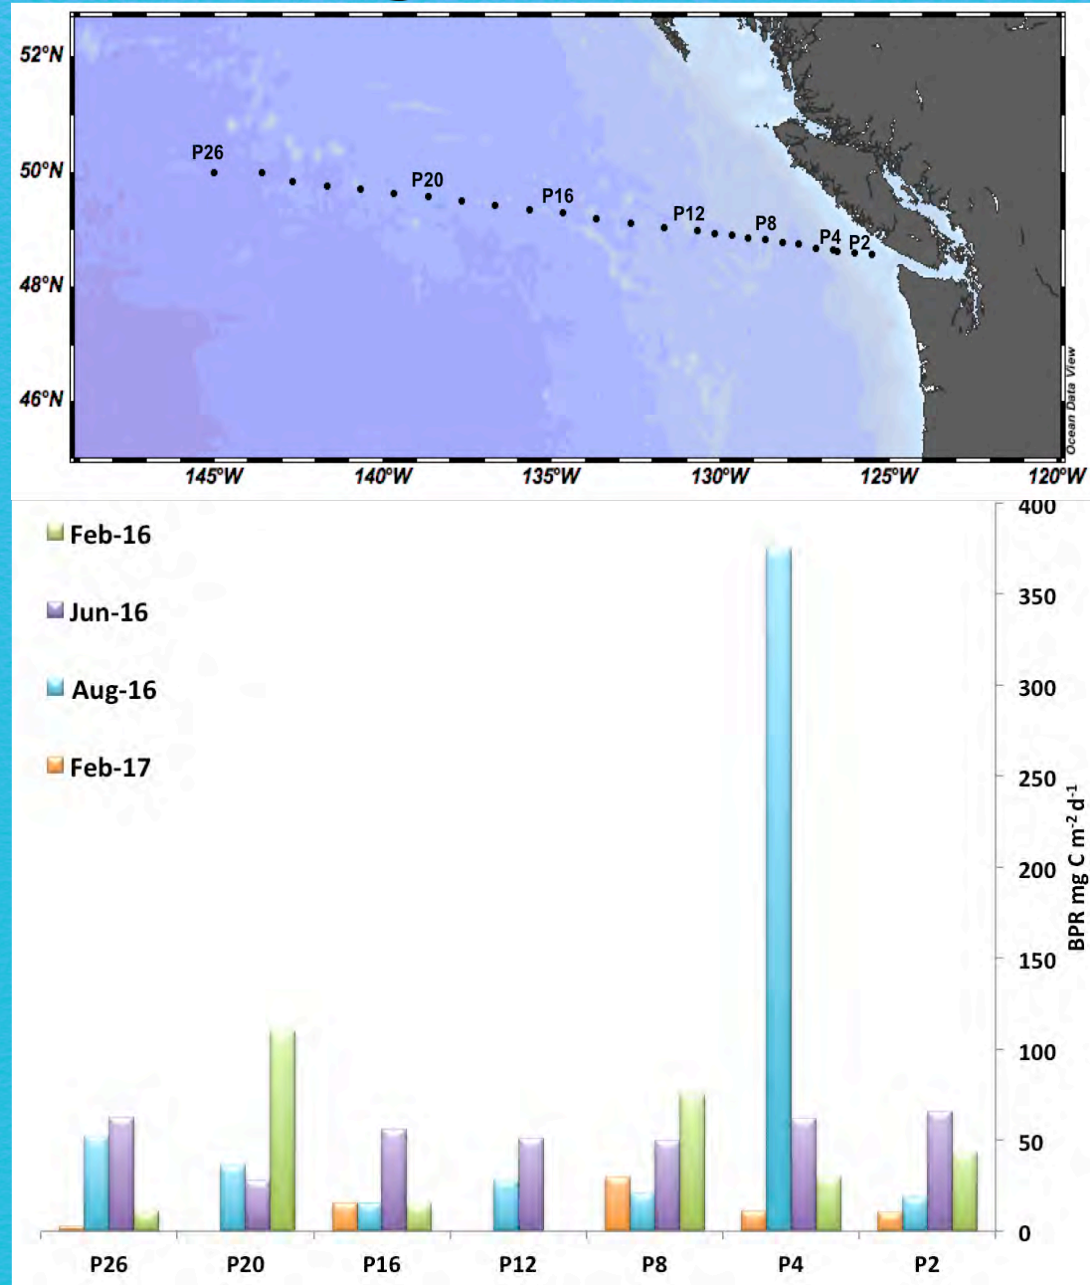 52°N
50°N
48°N
46°N
P26
P20
P16
P12
P8
P4
P2
145°W
140°W
135°W
130°W
125°W
120°W
Ocean Data View
Feb-16
Jun-16
Aug-16
Feb-17
400
350
300
250
200
150
100
50
0
BPR mg C m⁻² d⁻¹
P26
P20
P16
P12
P8
P4
P2